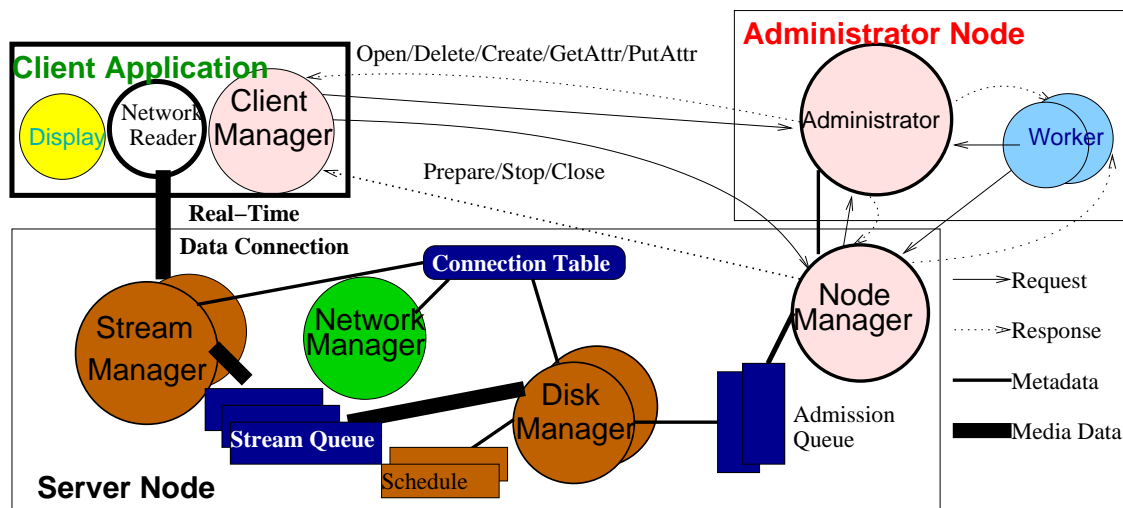 Open/Delete/Create/GetAttr/PutAttr
Administrator Node
Client Application
Client
Manager
Network
Reader
Display
Administrator
Worker
Prepare/Stop/Close
Real−Time
Data Connection
Connection Table
Stream
Manager
Network
Manager
Node
Manager
Request
Response
Metadata
Media Data
Disk
Manager
Admission
Queue
Stream Queue
Schedule
Server Node